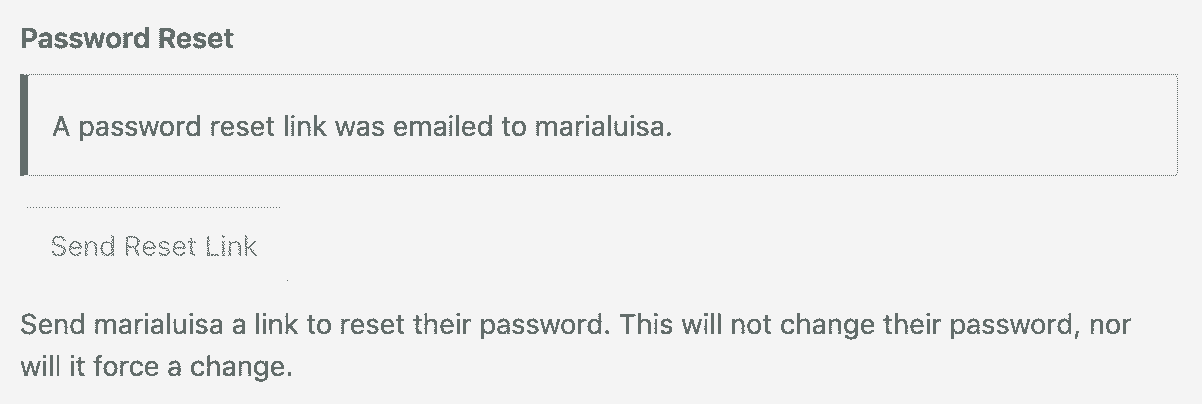 Password Reset
A password reset link was emailed to marialuisa.
Send Reset Link
Send marialuisa a link to reset their password. This will not change their password, nor
will it force a change.